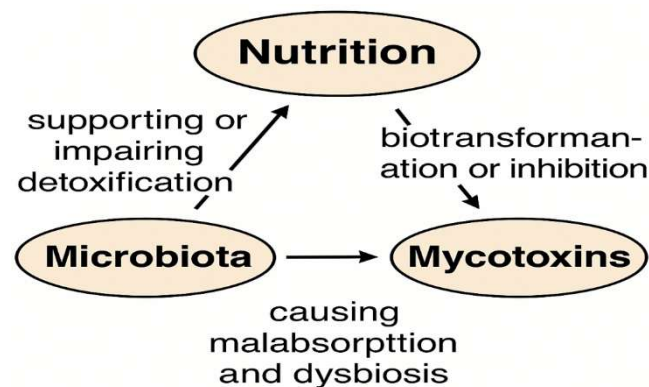 Nutrition
supporting or
impairing
detoxification
biotransforman-
ation or inhibition
Microbiota
Mycotoxins
causing
malabsorpttion
and dysbiosis